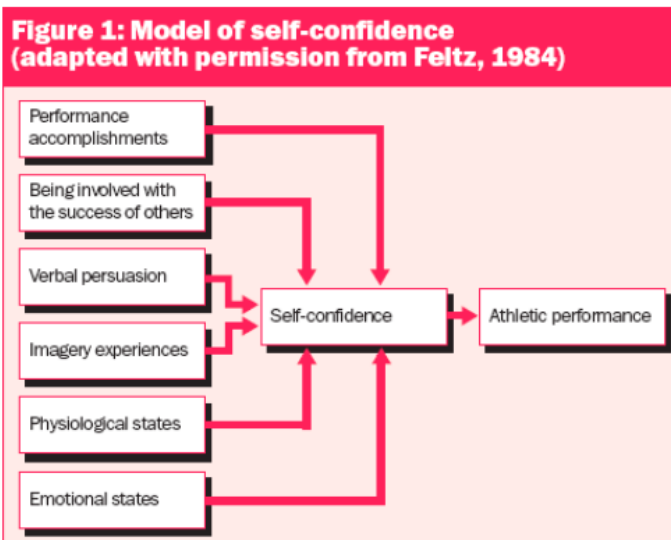 Figure 1: Model of self-confidence
(adapted with permission from Feltz, 1984)
Performance
accomplishments
Being involved with
the success of others
Verbal persuasion
Imagery experiences
Physiological states
Emotional states
Self-confidence
Athletic performance